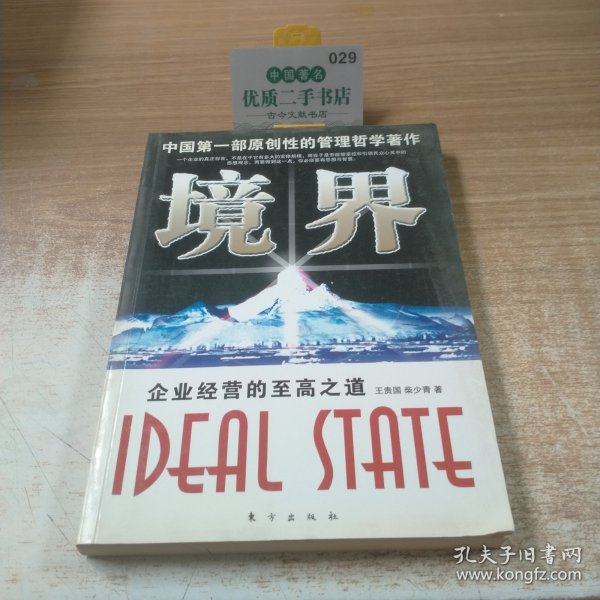 029
中国著名
优质二手书店
古今文献书店
中国第一部原创性的管理哲学著作
境界
企业经营的至高之道 王贵国 柴少青 著
IDEAL STATE
东方出版社
孔夫子旧书网
www.kongfz.com